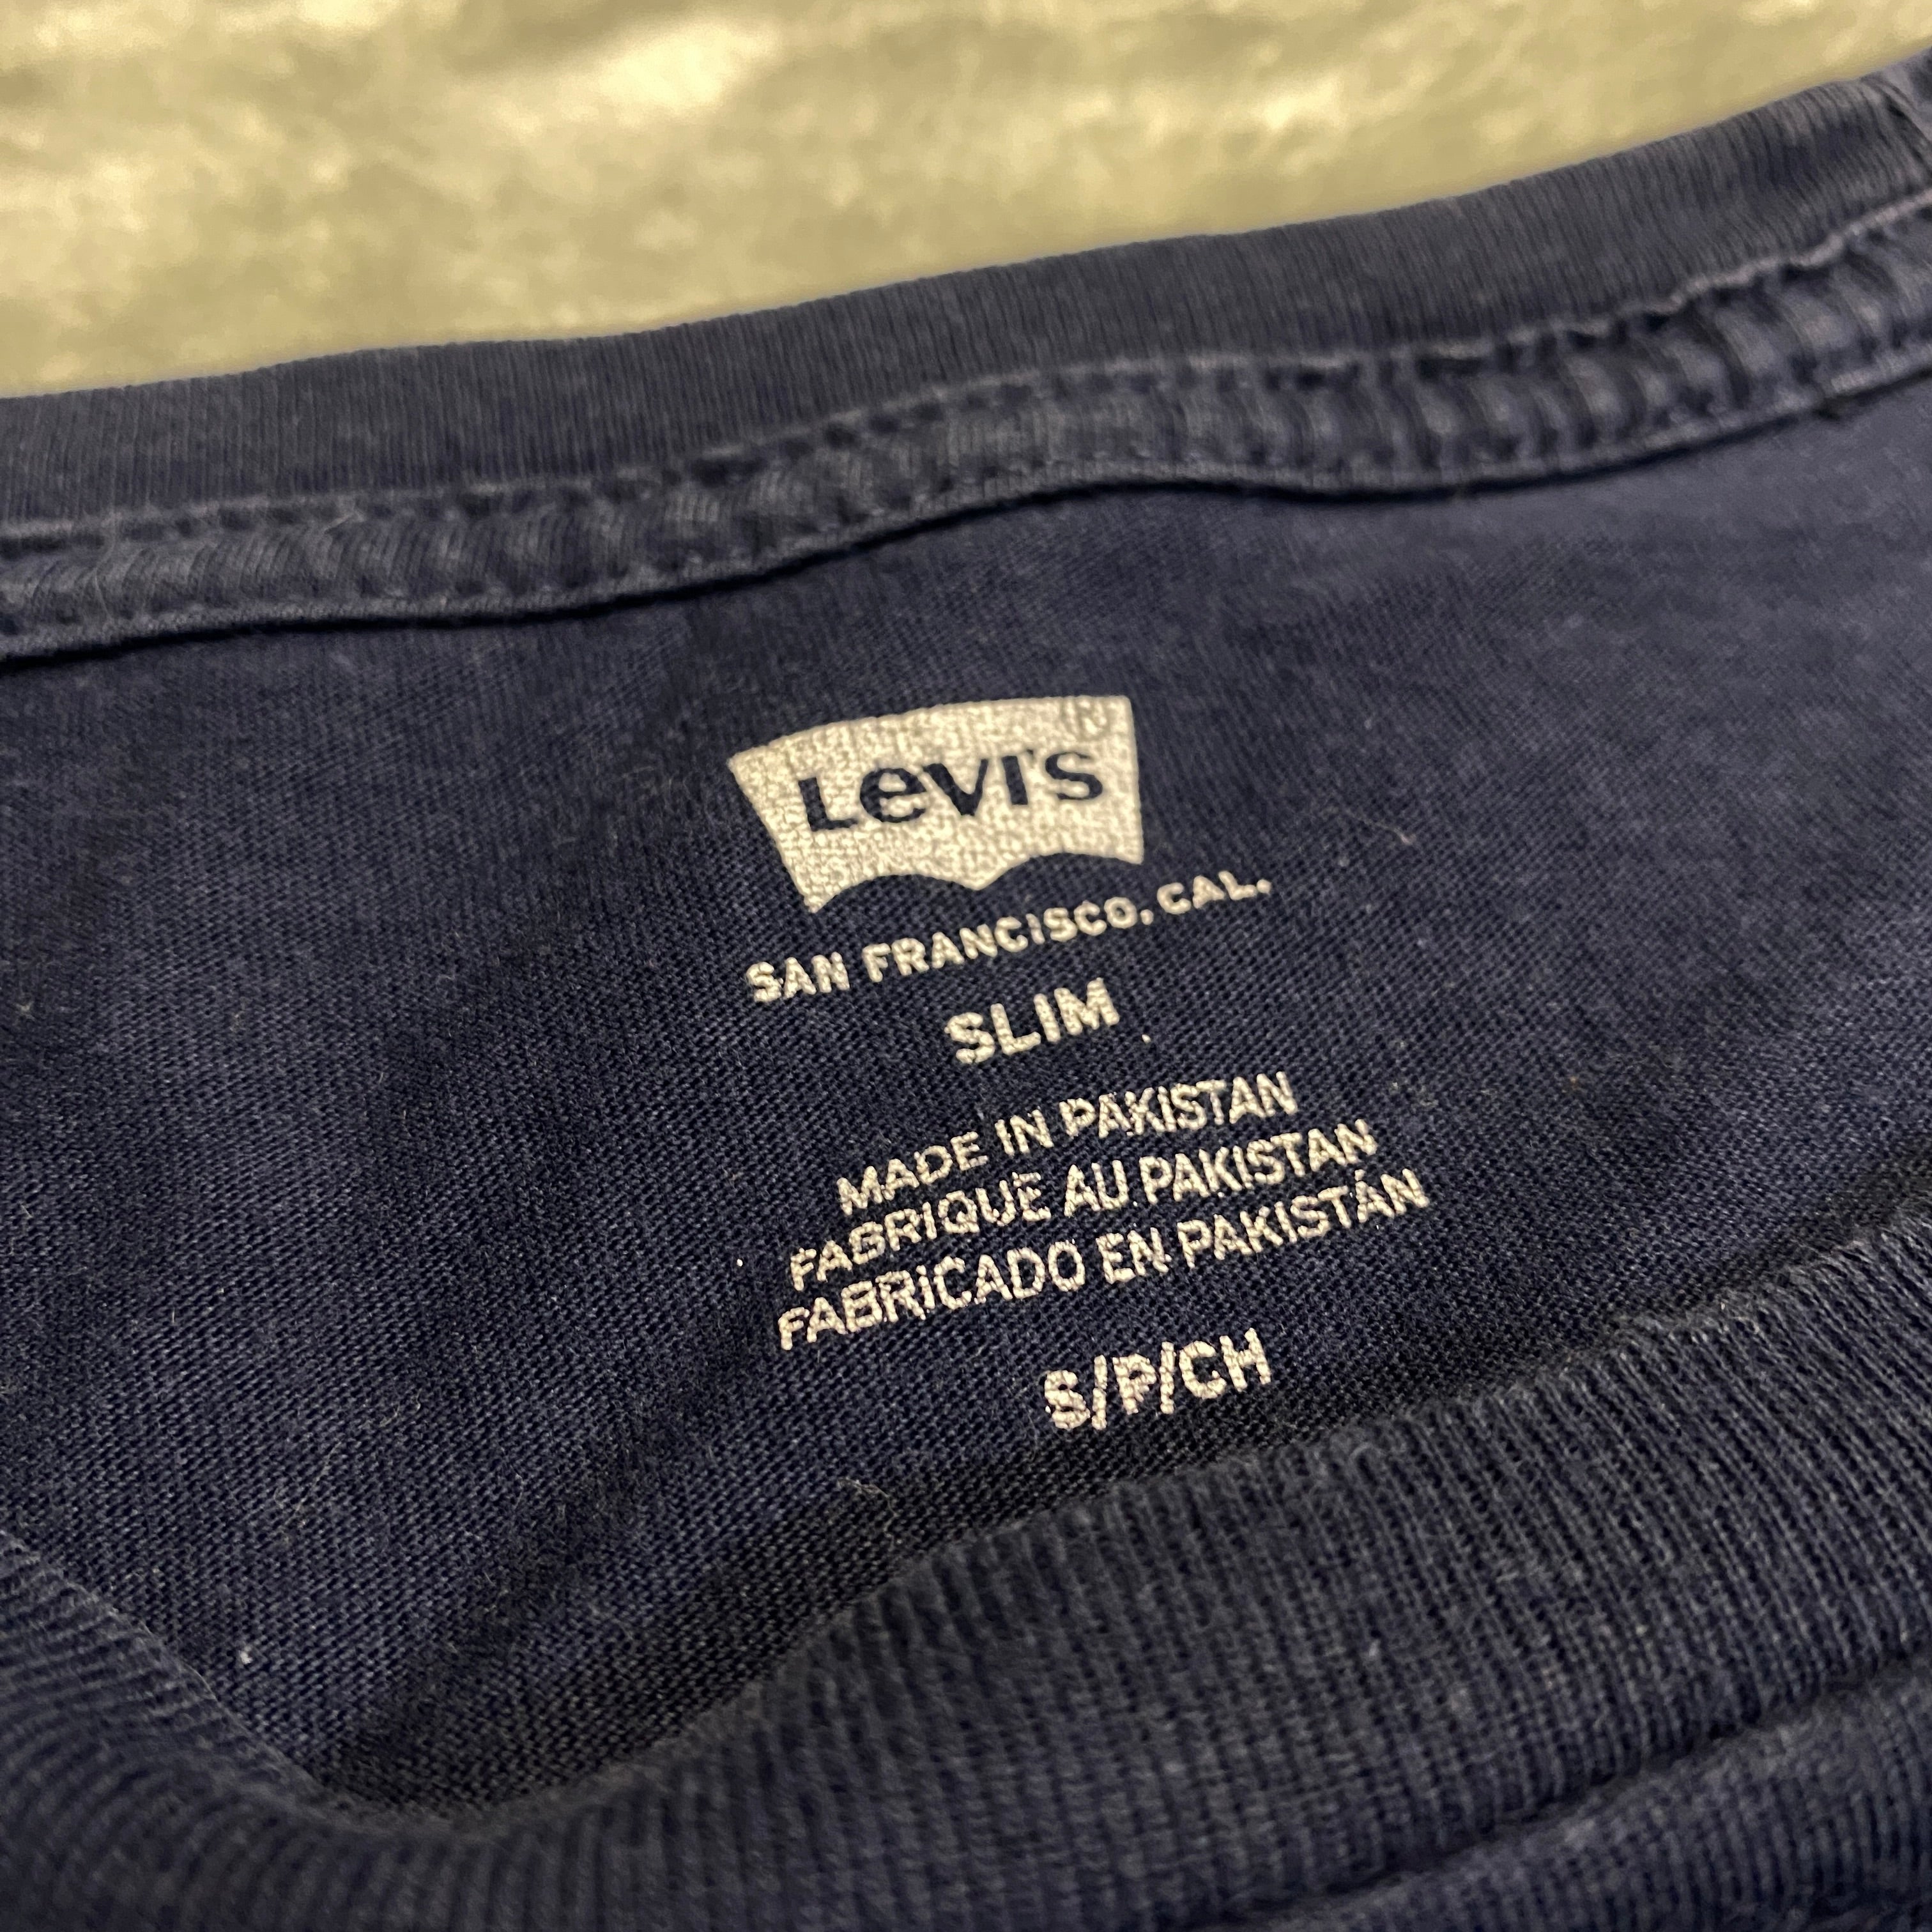 Levi's ®
SAN FRANCISCO, CAL.
SLIM
MADE IN PAKISTAN
FABRIQUE AU PAKISTAN
FABRICADO EN PAKISTÁN
S/P/CH